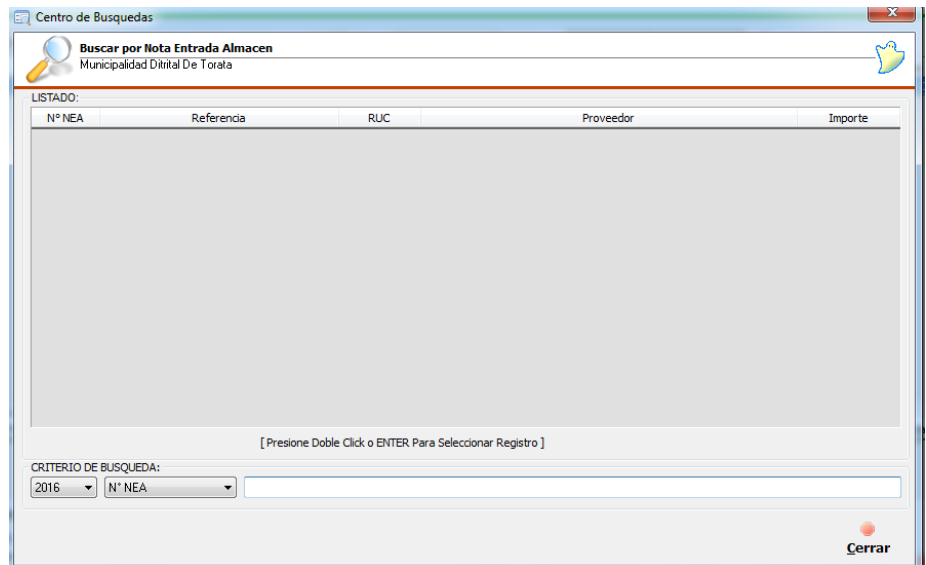 Centro de Busquedas
Buscar por Nota Entrada Almacen
Municipalidad Ditrital De Torata
LISTADO:
Nº NEA Referencia RUC Proveedor Importe
[ Presione Doble Click o ENTER Para Seleccionar Registro ]
CRITERIO DE BUSQUEDA:
2016 N° NEA
Cerrar